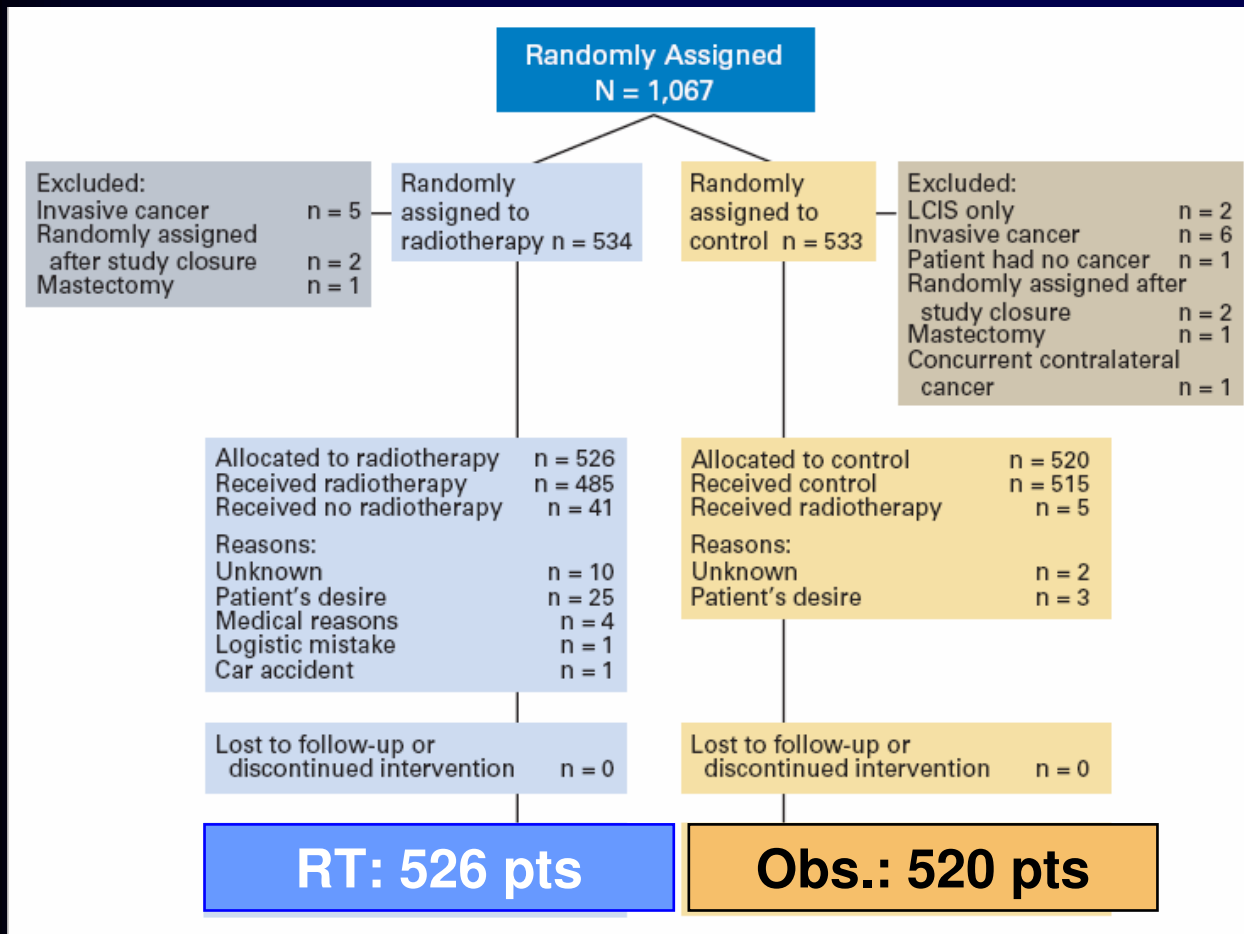 Randomly Assigned
N = 1,067
Excluded:
Invasive cancer n = 5
Randomly assigned
after study closure n = 2
Mastectomy n = 1
Randomly
assigned to
radiotherapy n = 534
Randomly
assigned to
control n = 533
Excluded:
LCIS only n = 2
Invasive cancer n = 6
Patient had no cancer n = 1
Randomly assigned after
study closure n = 2
Mastectomy n = 1
Concurrent contralateral
cancer n = 1
Allocated to radiotherapy n = 526
Received radiotherapy n = 485
Received no radiotherapy n = 41
Reasons:
Unknown n = 10
Patient's desire n = 25
Medical reasons n = 4
Logistic mistake n = 1
Car accident n = 1
Allocated to control n = 520
Received control n = 515
Received radiotherapy n = 5
Reasons:
Unknown n = 2
Patient's desire n = 3
Lost to follow-up or
discontinued intervention n = 0
Lost to follow-up or
discontinued intervention n = 0
RT: 526 pts
Obs.: 520 pts